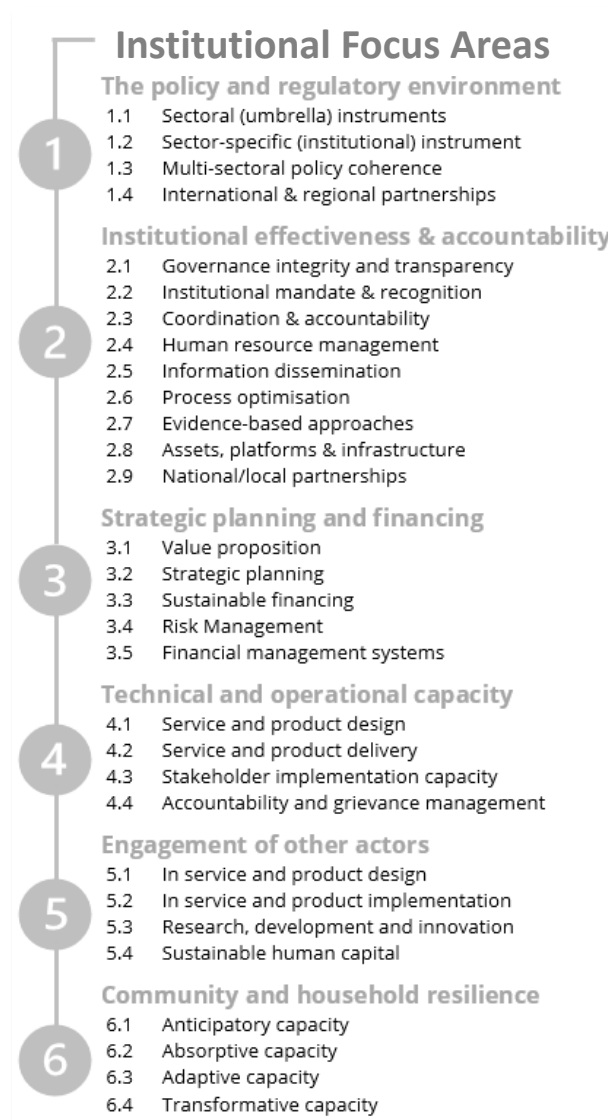 Institutional Focus Areas
The policy and regulatory environment
1
1.1 Sectoral (umbrella) instruments
1.2 Sector-specific (institutional) instrument
1.3 Multi-sectoral policy coherence
1.4 International & regional partnerships
Institutional effectiveness & accountability
2
2.1 Governance integrity and transparency
2.2 Institutional mandate & recognition
2.3 Coordination & accountability
2.4 Human resource management
2.5 Information dissemination
2.6 Process optimisation
2.7 Evidence-based approaches
2.8 Assets, platforms & infrastructure
2.9 National/local partnerships
Strategic planning and financing
3
3.1 Value proposition
3.2 Strategic planning
3.3 Sustainable financing
3.4 Risk Management
3.5 Financial management systems
Technical and operational capacity
4
4.1 Service and product design
4.2 Service and product delivery
4.3 Stakeholder implementation capacity
4.4 Accountability and grievance management
Engagement of other actors
5
5.1 In service and product design
5.2 In service and product implementation
5.3 Research, development and innovation
5.4 Sustainable human capital
Community and household resilience
6
6.1 Anticipatory capacity
6.2 Absorptive capacity
6.3 Adaptive capacity
6.4 Transformative capacity